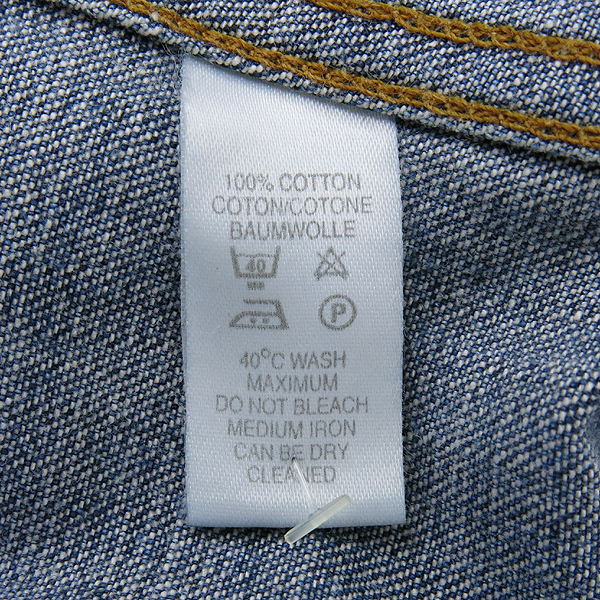 100% COTTON
COTON/COTONE
BAUMWOLLE
40
P
40°C WASH
MAXIMUM
DO NOT BLEACH
MEDIUM IRON
CAN BE DRY
CLEANED